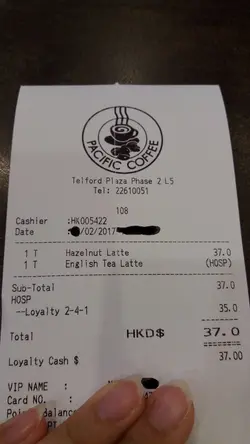 PACIFIC COFFEE
Telford Plaza Phase 2 L5
Tel: 22610051
108
Cashier :HK005422
Date : /02/2017
1 T Hazelnut Latte 37.0
1 T English Tea Latte (HOSP)
Sub-Total 37.0
HOSP
--Loyalty 2-4-1 35.0
Total HKD$ 37.0
Loyalty Cash $ 37.00
VIP NAME :
Card NO. :
Balance